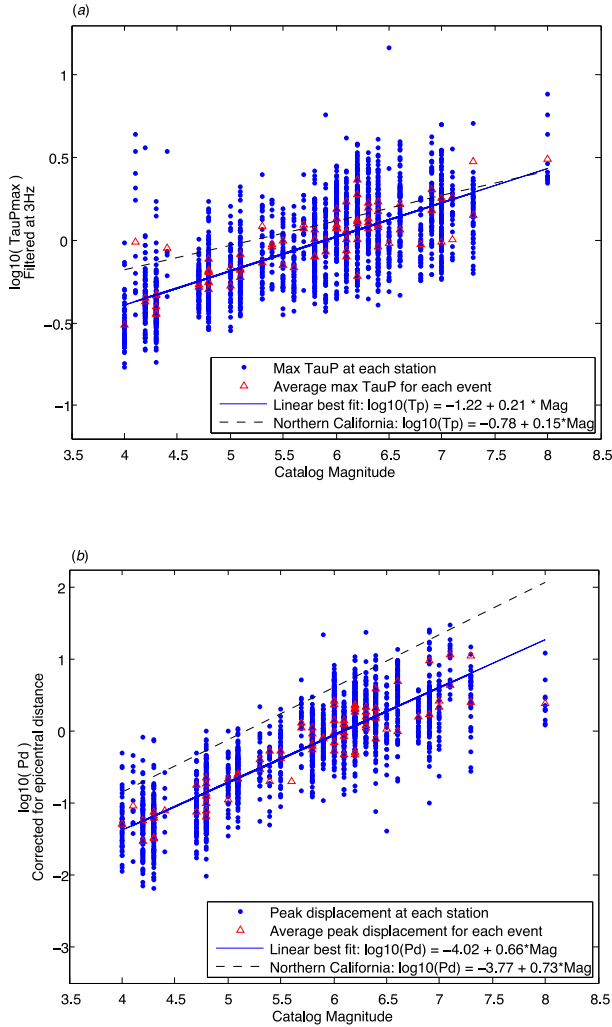 (a)
1
0.5
0
−0.5
−1
log10( TauPmax )
Filtered at 3Hz
Max TauP at each station
Average max TauP for each event
Linear best fit: log10(Tp) = −1.22 + 0.21 * Mag
Northern California: log10(Tp) = −0.78 + 0.15*Mag
3.5 4 4.5 5 5.5 6 6.5 7 7.5 8 8.5
Catalog Magnitude
(b)
2
1
0
−1
−2
−3
log10( Pd )
Corrected for epicentral distance
Peak displacement at each station
Average peak displacement for each event
Linear best fit: log10(Pd) = −4.02 + 0.66*Mag
Northern California: log10(Pd) = −3.77 + 0.73*Mag
3.5 4 4.5 5 5.5 6 6.5 7 7.5 8 8.5
Catalog Magnitude